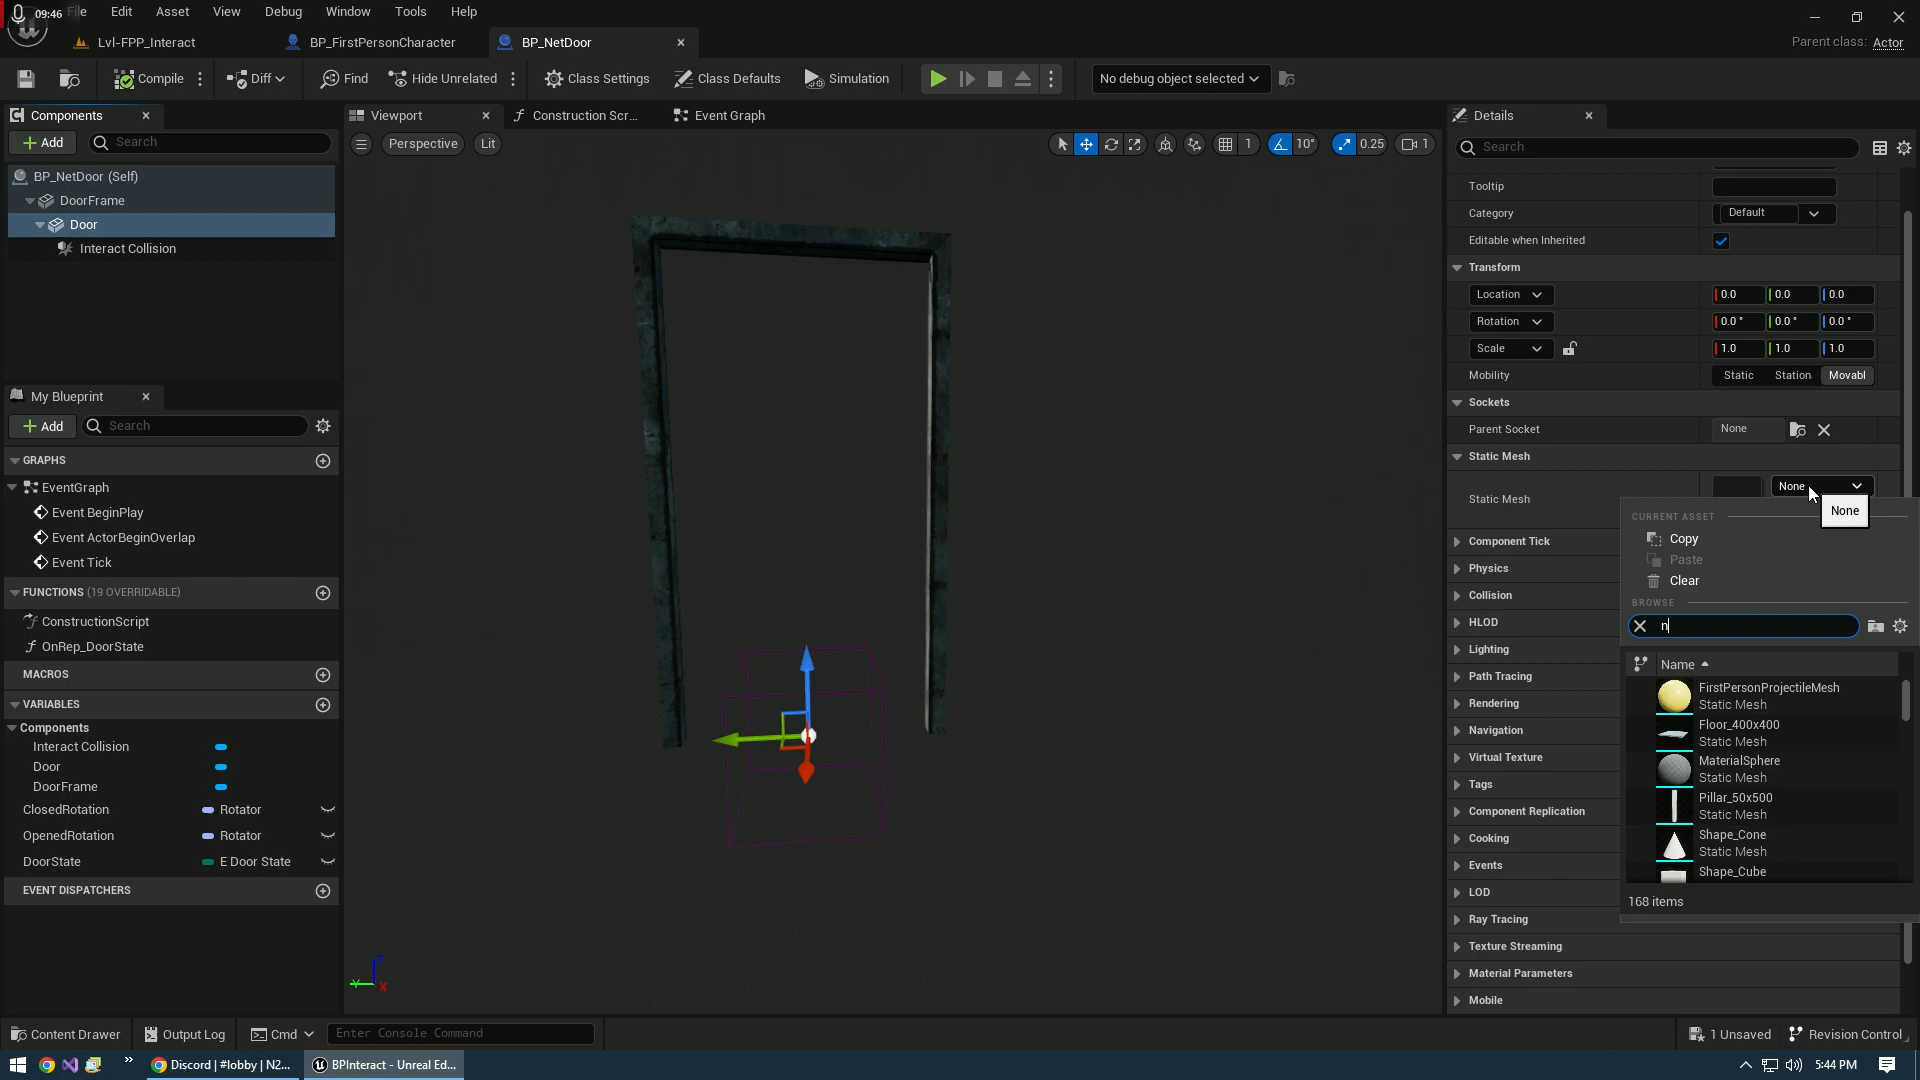 09:46
File Edit Asset View Debug Window Tools Help
Lvl-FPP_Interact BP_FirstPersonCharacter BP_NetDoor Parent class: Actor
Compile Diff Find Hide Unrelated Class Settings Class Defaults Simulation No debug object selected
Components Viewport Construction Scr... Event Graph Details
Add Search Perspective Lit 1 10° 0.25 1 Search
BP_NetDoor (Self)
DoorFrame
Door
Interact Collision
Tooltip
Category Default
Editable when Inherited
Transform
Location 0.0 0.0 0.0
Rotation 0.0 ° 0.0 ° 0.0 °
Scale 1.0 1.0 1.0
Mobility Static Station Movabl
Sockets
Parent Socket None
Static Mesh
Static Mesh None
None
CURRENT ASSET
Copy
Paste
Clear
BROWSE
n
Name
FirstPersonProjectileMesh
Static Mesh
Floor_400x400
Static Mesh
MaterialSphere
Static Mesh
Pillar_50x500
Static Mesh
Shape_Cone
Static Mesh
Shape_Cube
168 items
Component Tick
Physics
Collision
HLOD
Lighting
Path Tracing
Rendering
Navigation
Virtual Texture
Tags
Component Replication
Cooking
Events
LOD
Ray Tracing
Texture Streaming
Material Parameters
Mobile
My Blueprint
Add Search
GRAPHS
EventGraph
Event BeginPlay
Event ActorBeginOverlap
Event Tick
FUNCTIONS (19 OVERRIDABLE)
ConstructionScript
OnRep_DoorState
MACROS
VARIABLES
Components
Interact Collision
Door
DoorFrame
ClosedRotation Rotator
OpenedRotation Rotator
DoorState E Door State
EVENT DISPATCHERS
Z
Y
X
Content Drawer Output Log Cmd Enter Console Command 1 Unsaved Revision Control
» Discord | #lobby | N2... BPInteract - Unreal Ed... 5:44 PM